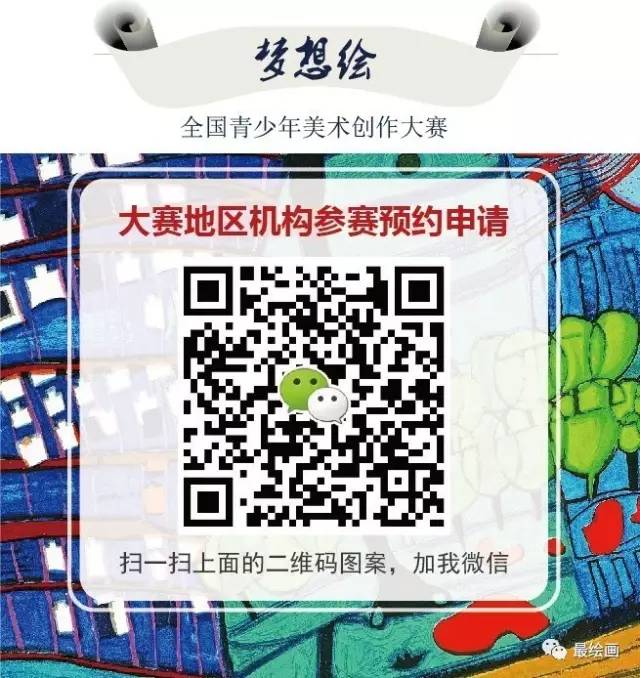 梦想绘
全国青少年美术创作大赛
大赛地区机构参赛预约申请
扫一扫上面的二维码图案，加我微信
最绘画